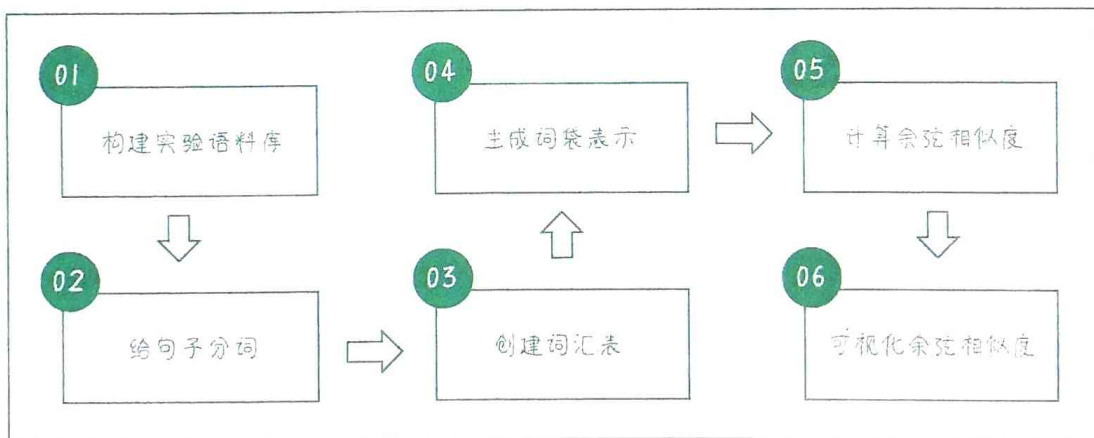 01
构建实验语料库
02
给句子分词
03
创建词汇表
04
生成词袋表示
05
计算余弦相似度
06
可视化余弦相似度